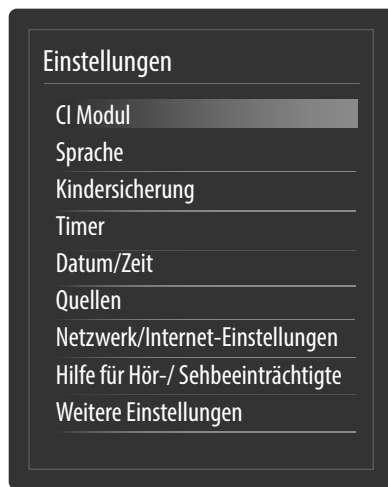 Einstellungen
CI Modul
Sprache
Kindersicherung
Timer
Datum/Zeit
Quellen
Netzwerk/Internet-Einstellungen
Hilfe für Hör-/ Sehbeeinträchtigte
Weitere Einstellungen